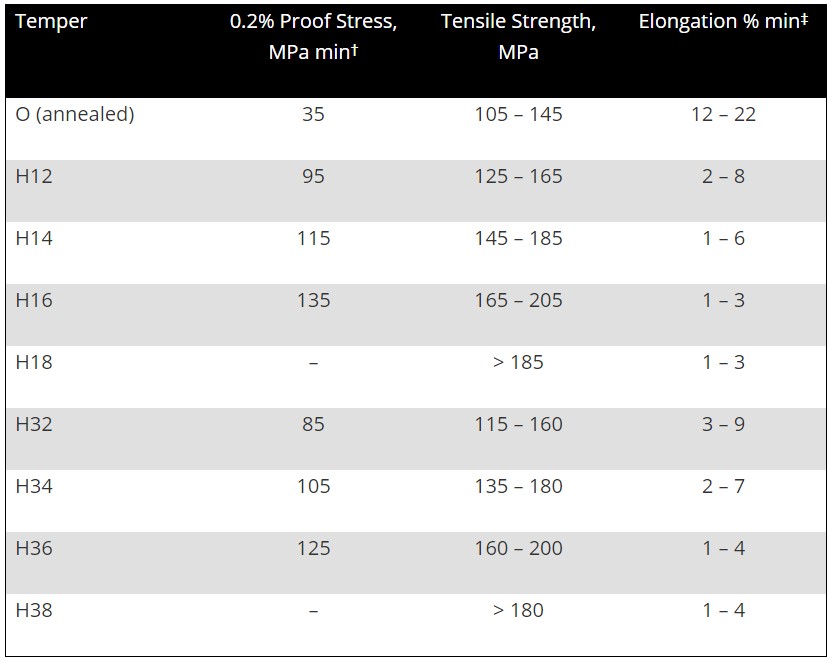 Temper 0.2% Proof Stress, MPa min† Tensile Strength, MPa Elongation % min‡
O (annealed) 35 105 – 145 12 – 22
H12 95 125 – 165 2 – 8
H14 115 145 – 185 1 – 6
H16 135 165 – 205 1 – 3
H18 – > 185 1 – 3
H32 85 115 – 160 3 – 9
H34 105 135 – 180 2 – 7
H36 125 160 – 200 1 – 4
H38 – > 180 1 – 4